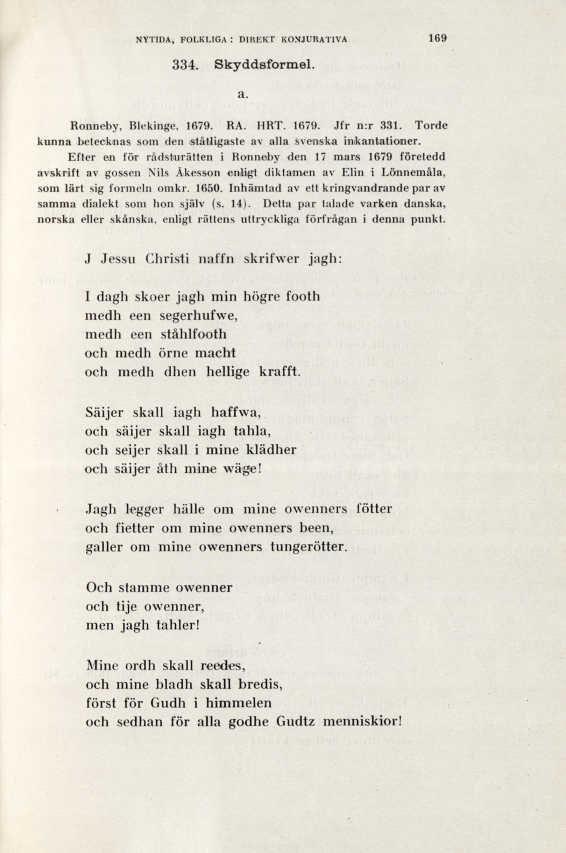 NYTIDA, FOLKLIGA: DIREKT KONJURATIVA 169
334. Skyddsformel.
a.
Ronneby, Blekinge, 1679. RA. HRT. 1679. Jfr n:r 331. Torde
kunna betecknas som den ståtligaste av alla svenska inkantationer.
Efter en för rådsturätten i Ronneby den 17 mars 1679 företedd
avskrift av gossen Nils Åkesson enligt diktamen av Elin i Lönnemåla,
som lärt sig formeln omkr. 1650. Inhämtad av ett kringvandrande par av
samma dialekt som hon själv (s. 14). Detta par talade varken danska,
norska eller skånska, enligt rättens uttryckliga förfrågan i denna punkt.
J Jessu Christi naffn skrifwer jagh:
I dagh skoer jagh min högre footh
medh een segerhufwe,
medh een ståhlfooth
och medh örne macht
och medh dhen hellige krafft.
Säijer skall iagh haffwa,
och säijer skall iagh tahla,
och seijer skall i mine klädher
och säijer åth mine wäge!
Jagh legger hälle om mine owenners fötter
och fietter om mine owenners been,
galler om mine owenners tungerötter.
Och stamme owenner
och tije owenner,
men jagh tahler!
Mine ordh skall reedes,
och mine bladh skall bredis,
först för Gudh i himmelen
och sedhan för alla godhe Gudtz menniskior!